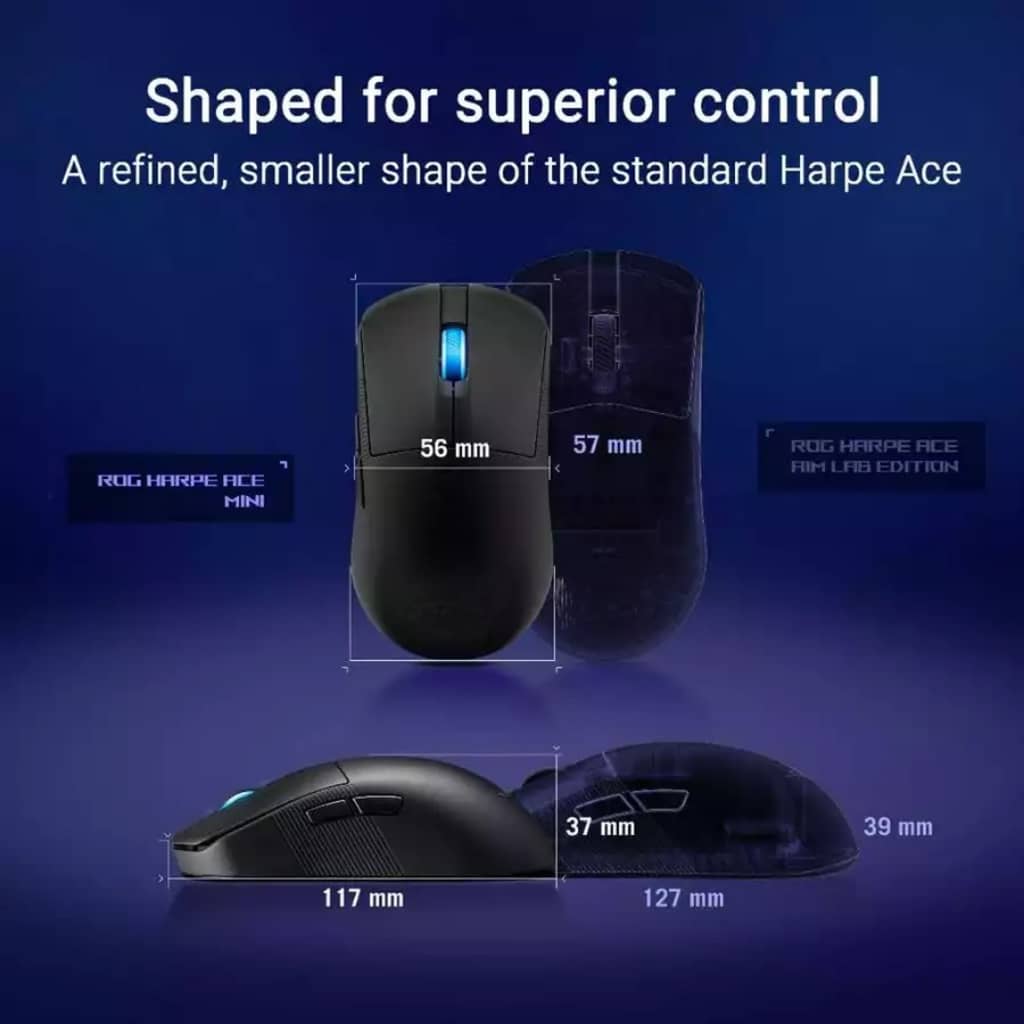 Shaped for superior control
A refined, smaller shape of the standard Harpe Ace
56 mm
57 mm
ROG HARPE ACE
MINI
ROG HARPE ACE
AIM LAB EDITION
37 mm
39 mm
117 mm
127 mm